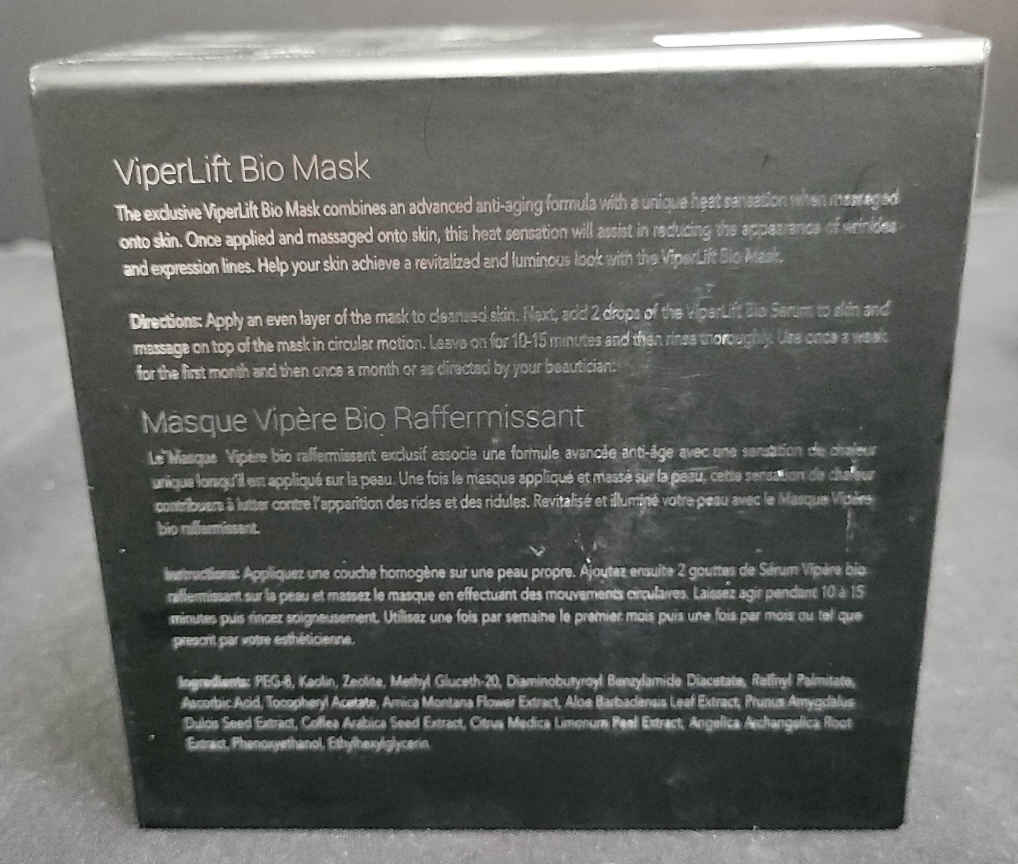 ViperLift Bio Mask
The exclusive ViperLift Bio Mask combines an advanced anti-aging formula with a unique heat sensation when massaged
onto skin. Once applied and massaged onto skin, this heat sensation will assist in reducing the appearance of wrinkles
and expression lines. Help your skin achieve a revitalized and luminous look with the ViperLift Bio Mask.
Directions: Apply an even layer of the mask to cleansed skin. Next, add 2 drops of the ViperLift Bio Serum to skin and
massage on top of the mask in circular motion. Leave on for 10-15 minutes and then rinse thoroughly. Use once a week
for the first month and then once a month or as directed by your beautician.
Masque Vipère Bio Raffermissant
Le Masque Vipère bio raffermissant exclusif associe une formule avancée anti-âge avec une sensation de chaleur
unique lorsqu'il est appliqué sur la peau. Une fois le masque appliqué et massé sur la peau, cette sensation de chaleur
contribuera à lutter contre l'apparition des rides et des ridules. Revitalisé et illuminé votre peau avec le Masque Vipère
bio raffermissant.
Instructions: Appliquez une couche homogène sur une peau propre. Ajoutez ensuite 2 gouttes de Sérum Vipère bio
raffermissant sur la peau et massez le masque en effectuant des mouvements circulaires. Laissez agir pendant 10 à 15
minutes puis rincez soigneusement. Utilisez une fois par semaine le premier mois puis une fois par mois ou tel que
prescrit par votre esthéticienne.
Ingredients: PEG-8, Kaolin, Zeolite, Methyl Gluceth-20, Diaminobutyroyl Benzylamide Diacetate, Retinyl Palmitate,
Ascorbic Acid, Tocopheryl Acetate, Arnica Montana Flower Extract, Aloe Barbadensis Leaf Extract, Prunus Amygdalus
Dulcis Seed Extract, Coffea Arabica Seed Extract, Citrus Medica Limonum Peel Extract, Angelica Archangelica Root
Extract, Phenoxyethanol, Ethylhexylglycerin.